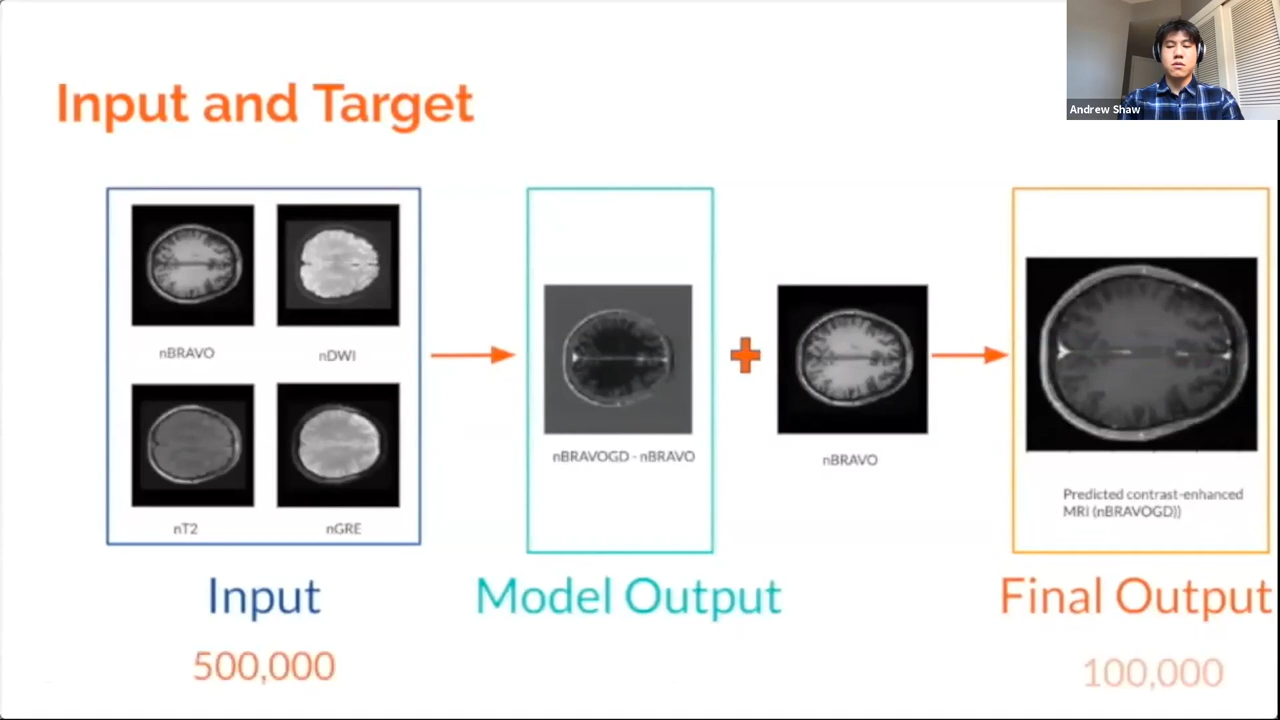 Input and Target
Andrew Shaw
nBRAVO
nDWI
nT2
nGRE
nBRAVOGD - nBRAVO
nBRAVO
Predicted contrast-enhanced
MRI (nBRAVOGD))
Input
Model Output
Final Output
500,000
100,000